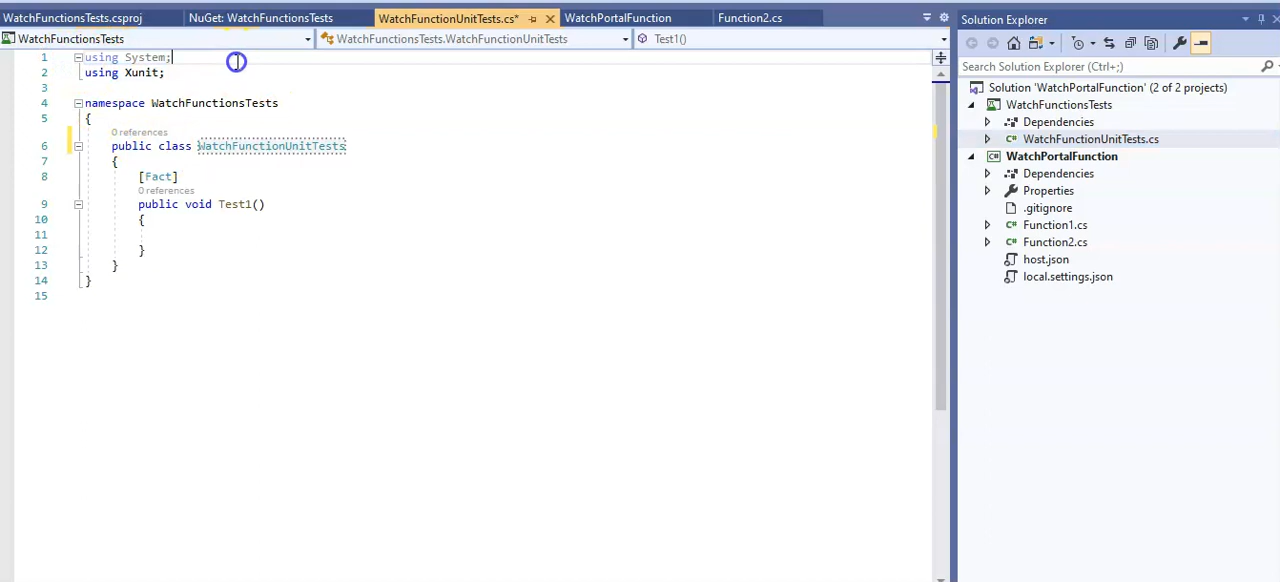 WatchFunctionsTests.csproj
NuGet: WatchFunctionsTests
WatchFunctionUnitTests.cs*
WatchPortalFunction
Function2.cs
WatchFunctionsTests
WatchFunctionsTests.WatchFunctionUnitTests
Test1()
1 using System;
2 using Xunit;
3
4 namespace WatchFunctionsTests
5 {
0 references
6 public class WatchFunctionUnitTests
7 {
8 [Fact]
0 references
9 public void Test1()
10 {
11
12 }
13 }
14 }
15
Solution Explorer
Search Solution Explorer (Ctrl+;)
Solution 'WatchPortalFunction' (2 of 2 projects)
WatchFunctionsTests
Dependencies
C# WatchFunctionUnitTests.cs
C# WatchPortalFunction
Dependencies
Properties
.gitignore
C# Function1.cs
C# Function2.cs
host.json
local.settings.json